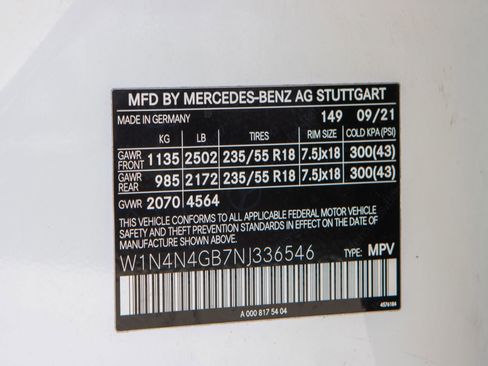 MFD BY MERCEDES-BENZ AG STUTTGART
MADE IN GERMANY 149 09/21
KG LB TIRES RIM SIZE COLD KPA (PSI)
GAWR FRONT 1135 2502 235/55 R18 7.5Jx18 300(43)
GAWR REAR 985 2172 235/55 R18 7.5Jx18 300(43)
GVWR 2070 4564
THIS VEHICLE CONFORMS TO ALL APPLICABLE FEDERAL MOTOR VEHICLE
SAFETY AND THEFT PREVENTION STANDARDS IN EFFECT ON THE DATE
OF MANUFACTURE SHOWN ABOVE.
W1N4N4GB7NJ336546 TYPE: MPV
A 000 817 54 04 4576184